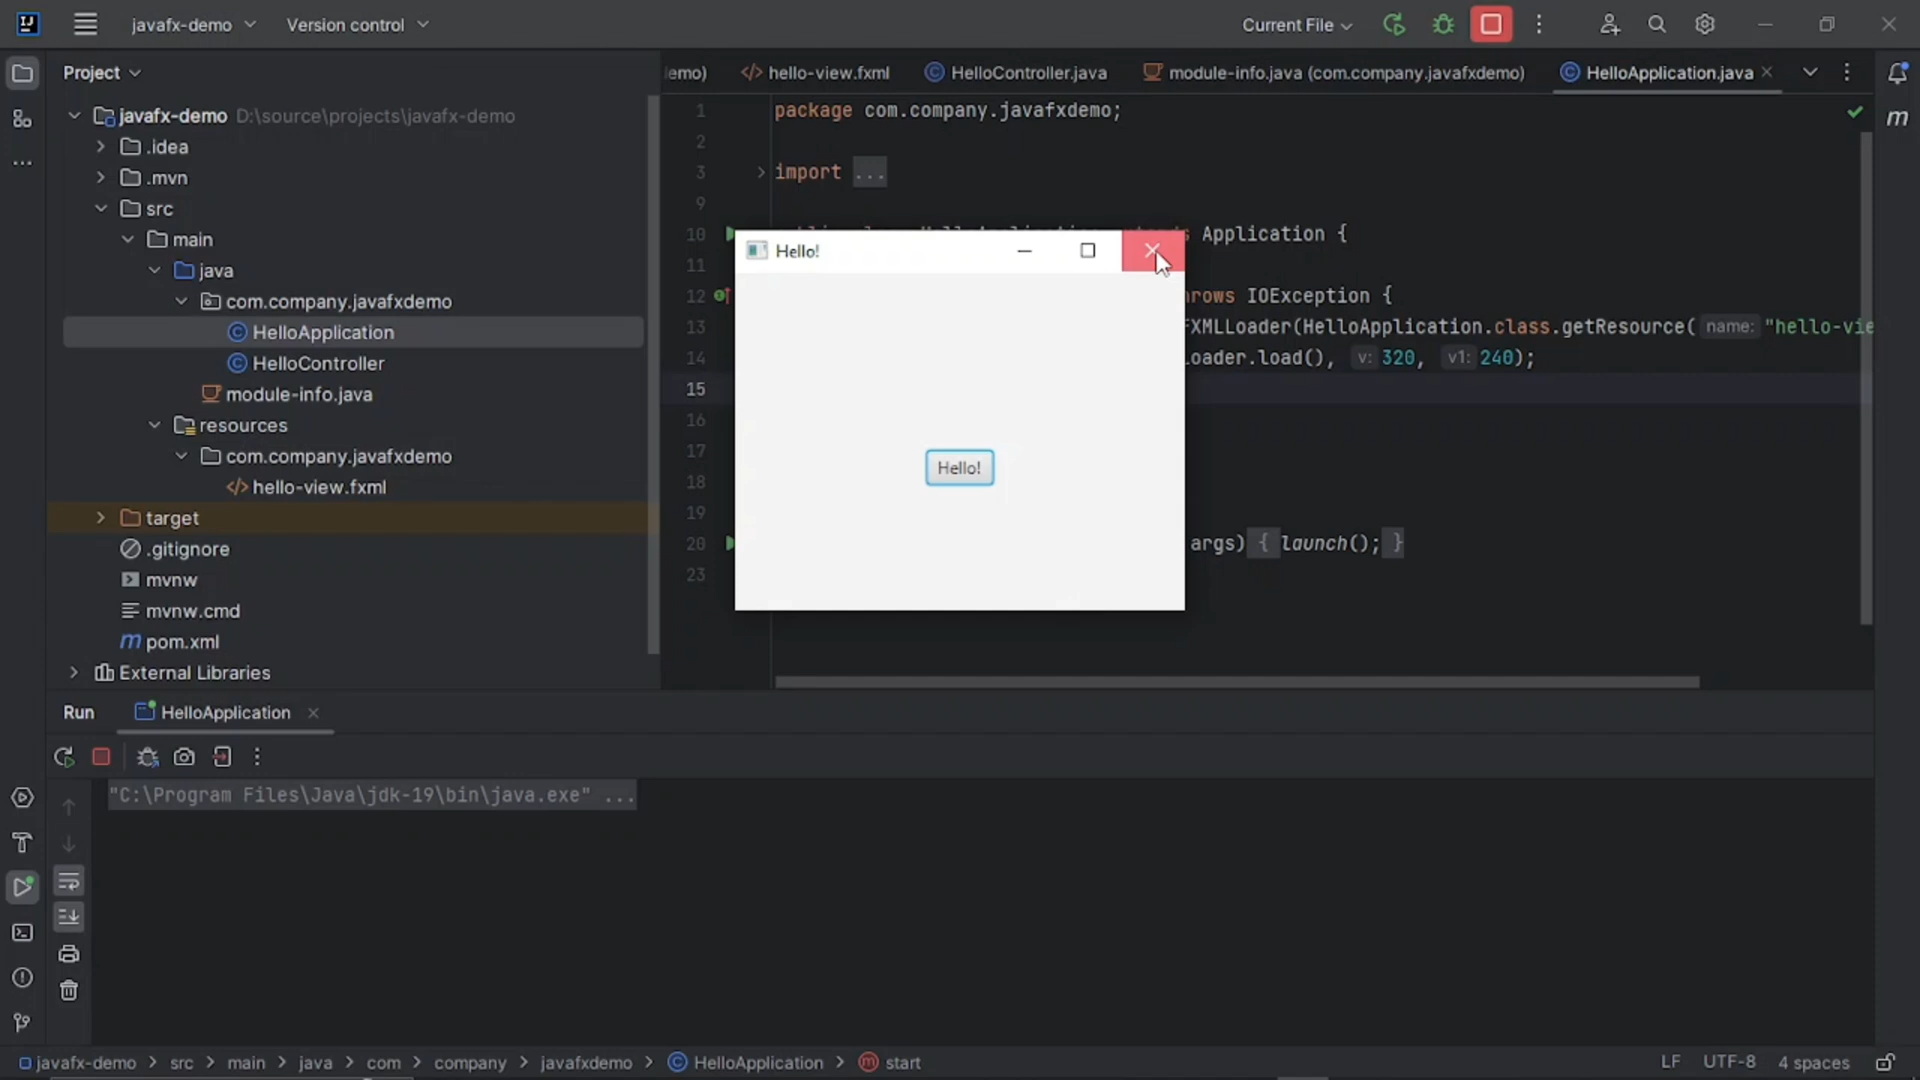 javafx-demo
Version control
Current File
Project
emo)
hello-view.fxml
HelloController.java
module-info.java (com.company.javafxdemo)
HelloApplication.java
javafx-demo D:\source\projects\javafx-demo
.idea
.mvn
src
main
java
com.company.javafxdemo
HelloApplication
HelloController
module-info.java
resources
com.company.javafxdemo
hello-view.fxml
target
.gitignore
mvnw
mvnw.cmd
pom.xml
External Libraries
1 package com.company.javafxdemo;
2
3 import ...
9
10 Application {
11
12 rows IOException {
13 FXMLLoader(HelloApplication.class.getResource( name: "hello-vie
14 oader.load(), v: 320, v1: 240);
15
16
17
18
19
20 args) { launch(); }
23
Hello!
Hello!
Run
HelloApplication
"C:\Program Files\Java\jdk-19\bin\java.exe" ...
javafx-demo > src > main > java > com > company > javafxdemo > HelloApplication > start
LF UTF-8 4 spaces